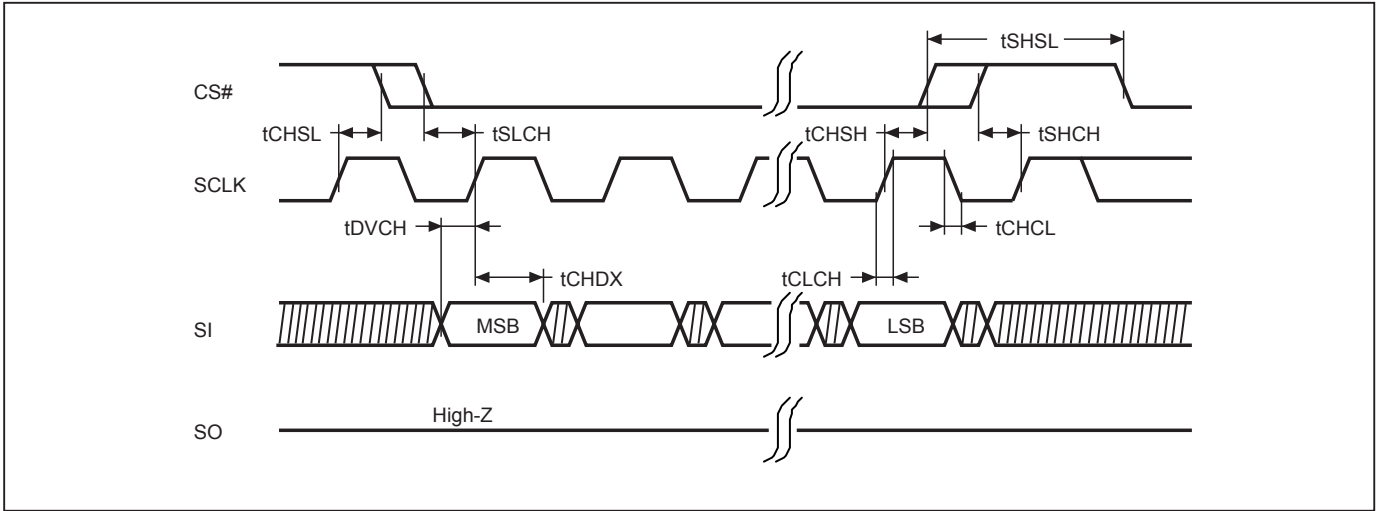 tSHSL
CS#
tCHSL
tSLCH
tCHSH
tSHCH
SCLK
tDVCH
tCHCL
tCHDX
tCLCH
SI
MSB
LSB
High-Z
SO